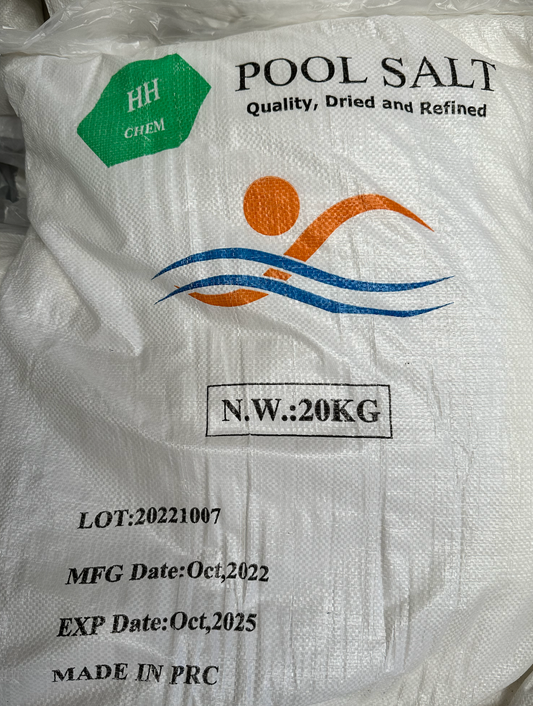 HH
CHEM
POOL SALT
Quality, Dried and Refined
N.W.:20KG
LOT:20221007
MFG Date:Oct,2022
EXP Date:Oct,2025
MADE IN PRC